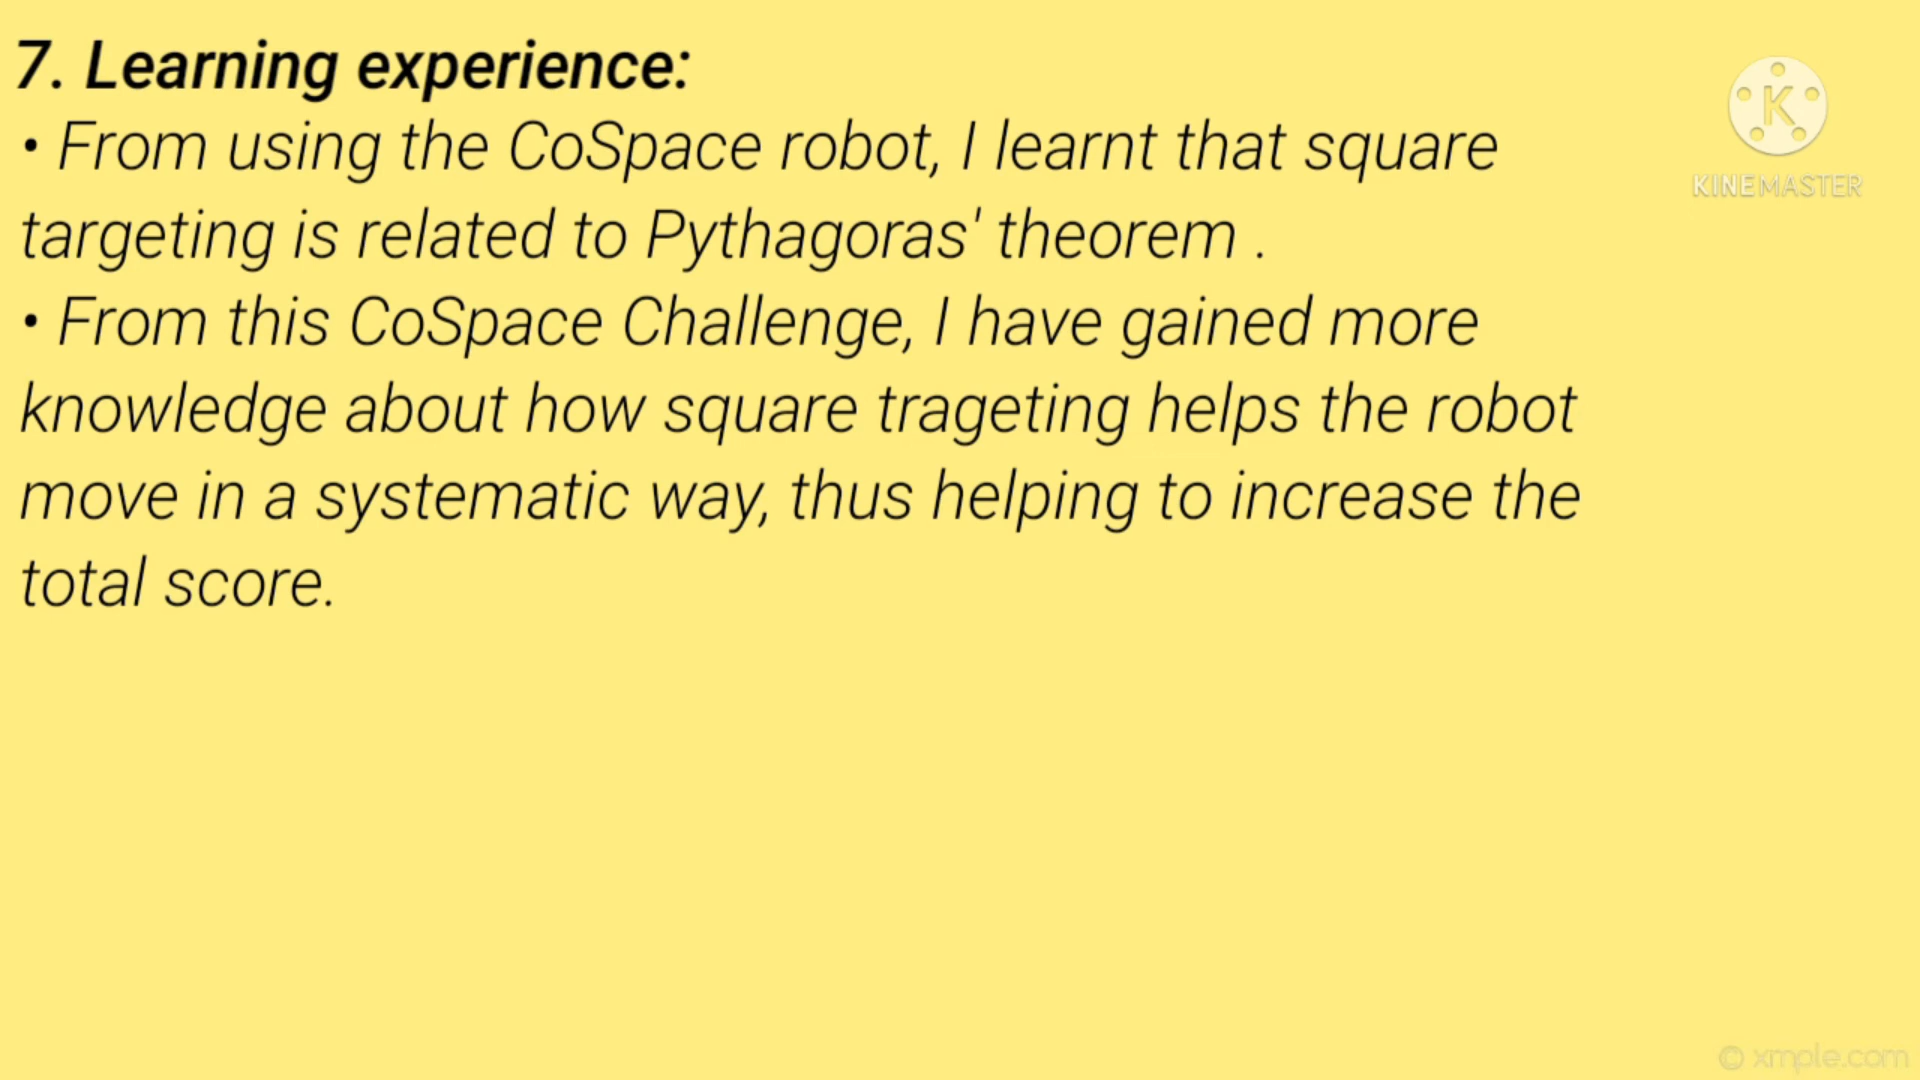 7. Learning experience:
• From using the CoSpace robot, I learnt that square
targeting is related to Pythagoras' theorem .
• From this CoSpace Challenge, I have gained more
knowledge about how square trageting helps the robot
move in a systematic way, thus helping to increase the
total score.
K
KINEMASTER
© xmple.com